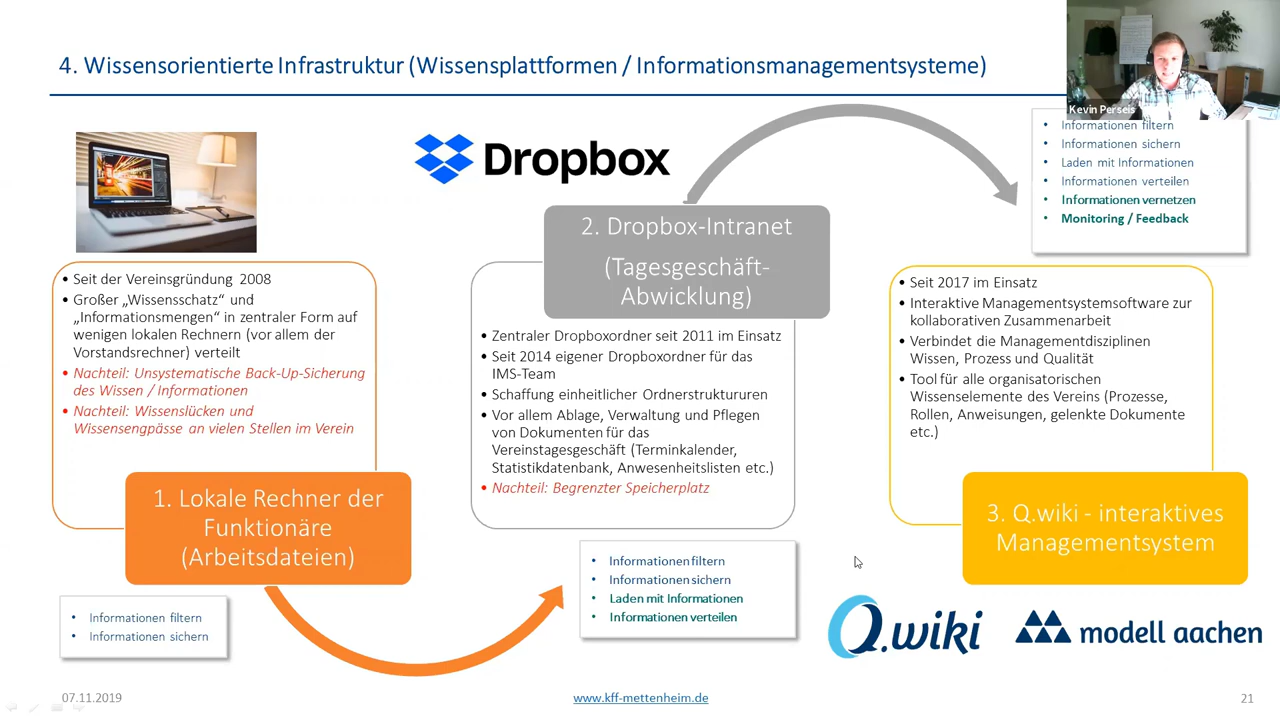 4. Wissensorientierte Infrastruktur (Wissensplattformen / Informationsmanagementsysteme)
Kevin Perseis
Dropbox
• Informationen filtern
• Informationen sichern
• Laden mit Informationen
• Informationen verteilen
• Informationen vernetzen
• Monitoring / Feedback
• Seit der Vereinsgründung 2008
• Großer „Wissensschatz“ und
„Informationsmengen“ in zentraler Form auf
wenigen lokalen Rechnern (vor allem der
Vorstandsrechner) verteilt
• Nachteil: Unsystematische Back-Up-Sicherung
des Wissen / Informationen
• Nachteil: Wissenslücken und
Wissensengpässe an vielen Stellen im Verein
1. Lokale Rechner der
Funktionäre
(Arbeitsdateien)
• Informationen filtern
• Informationen sichern
2. Dropbox-Intranet
(Tagesgeschäft-
Abwicklung)
• Zentraler Dropboxordner seit 2011 im Einsatz
• Seit 2014 eigener Dropboxordner für das
IMS-Team
• Schaffung einheitlicher Ordnerstruktururen
• Vor allem Ablage, Verwaltung und Pflegen
von Dokumenten für das
Vereinstagesgeschäft (Terminkalender,
Statistikdatenbank, Anwesenheitslisten etc.)
• Nachteil: Begrenzter Speicherplatz
• Informationen filtern
• Informationen sichern
• Laden mit Informationen
• Informationen verteilen
• Seit 2017 im Einsatz
• Interaktive Managementsystemsoftware zur
kollaborativen Zusammenarbeit
• Verbindet die Managementdisziplinen
Wissen, Prozess und Qualität
• Tool für alle organisatorischen
Wissenselemente des Vereins (Prozesse,
Rollen, Anweisungen, gelenkte Dokumente
etc.)
3. Q.wiki - interaktives
Managementsystem
Q.wiki
modell aachen
07.11.2019
www.kff-mettenheim.de
21